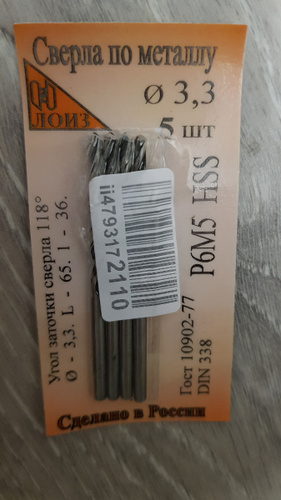 Сверла по металлу
ЛОИЗ
Ø 3,3
5 шт
Р6М5 HSS
Гост 10902-77
DIN 338
Угол заточки сверла 118°
Ø - 3,3. L - 65. l - 36.
ii4793172110
Сделано в России